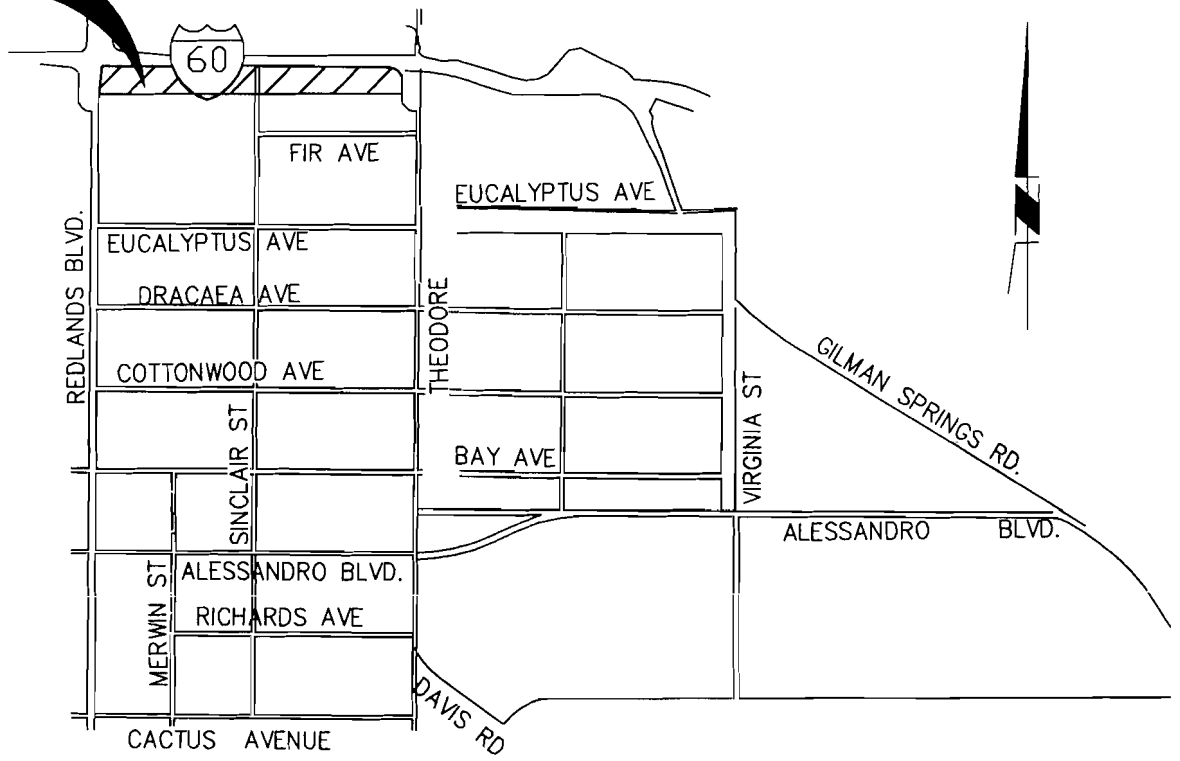 60
FIR AVE
EUCALYPTUS AVE
EUCALYPTUS AVE
REDLANDS BLVD.
DRACAEA AVE
THEODORE
COTTONWOOD AVE
GILMAN SPRINGS RD.
VIRGINIA ST
SINCLAIR ST
BAY AVE
ALESSANDRO BLVD.
MERWIN ST
ALESSANDRO BLVD.
RICHARDS AVE
DAVIS RD
CACTUS AVENUE
N